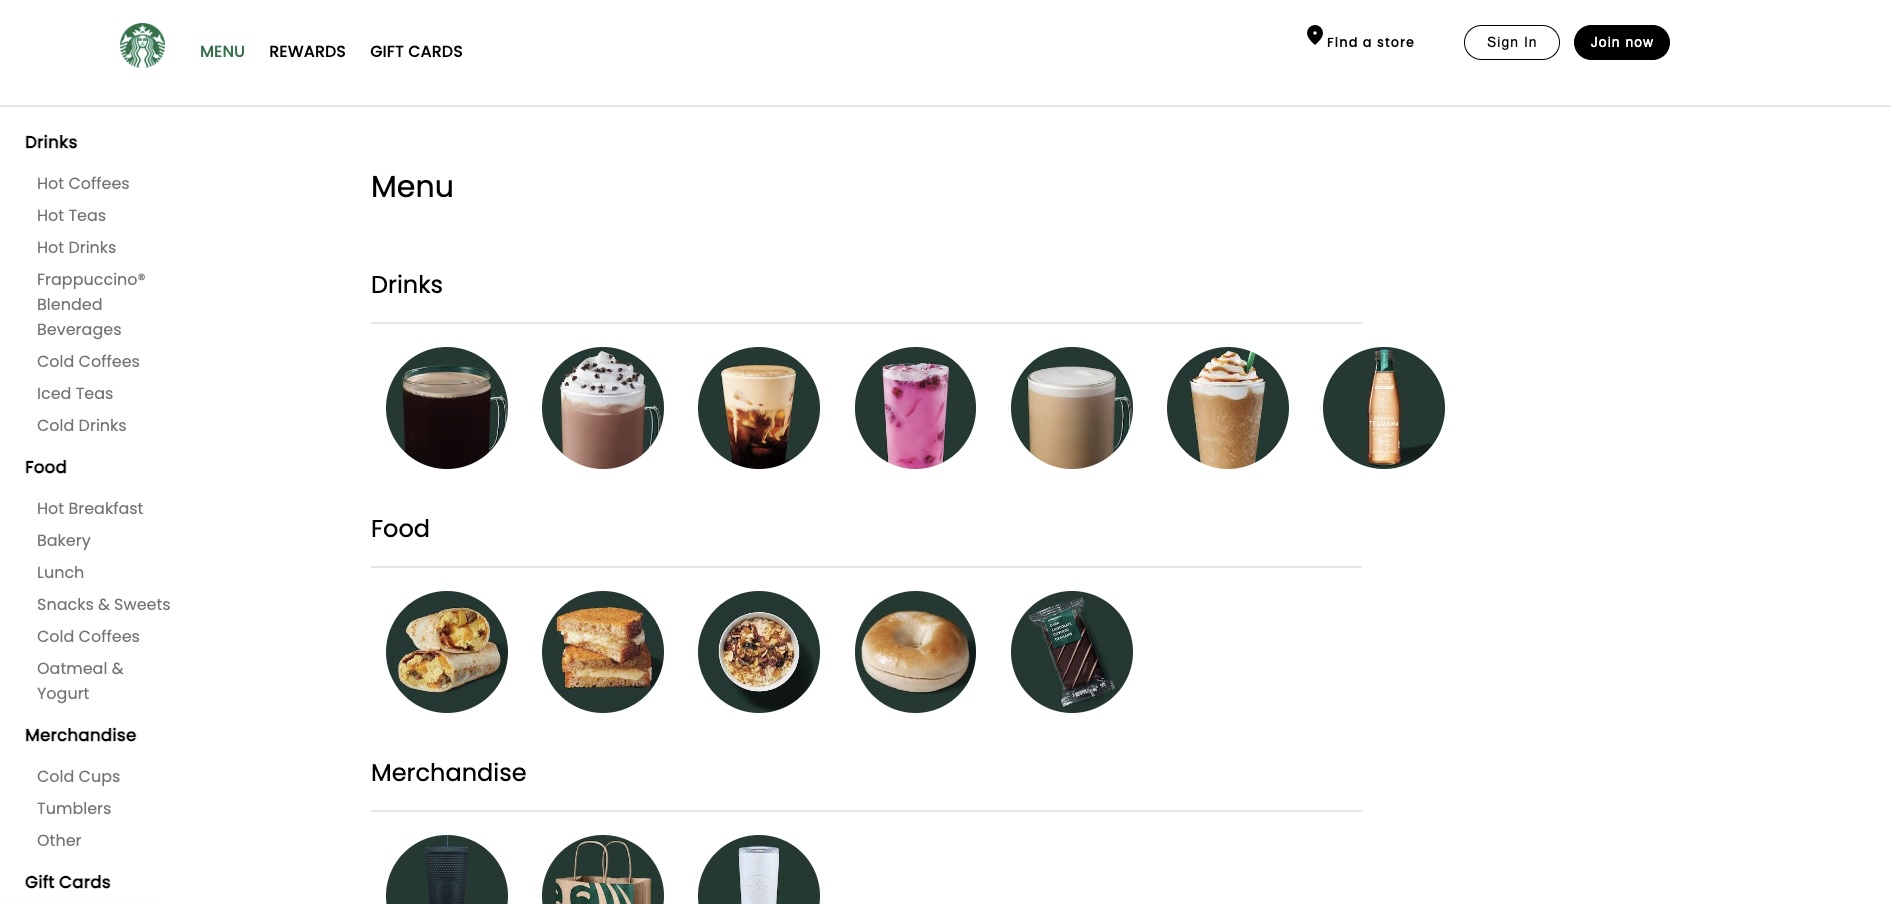 MENU REWARDS GIFT CARDS Find a store Sign In Join now
Drinks
Hot Coffees
Hot Teas
Hot Drinks
Frappuccino®
Blended
Beverages
Cold Coffees
Iced Teas
Cold Drinks
Food
Hot Breakfast
Bakery
Lunch
Snacks & Sweets
Cold Coffees
Oatmeal &
Yogurt
Merchandise
Cold Cups
Tumblers
Other
Gift Cards
Menu
Drinks
TEAVANA
Food
Merchandise